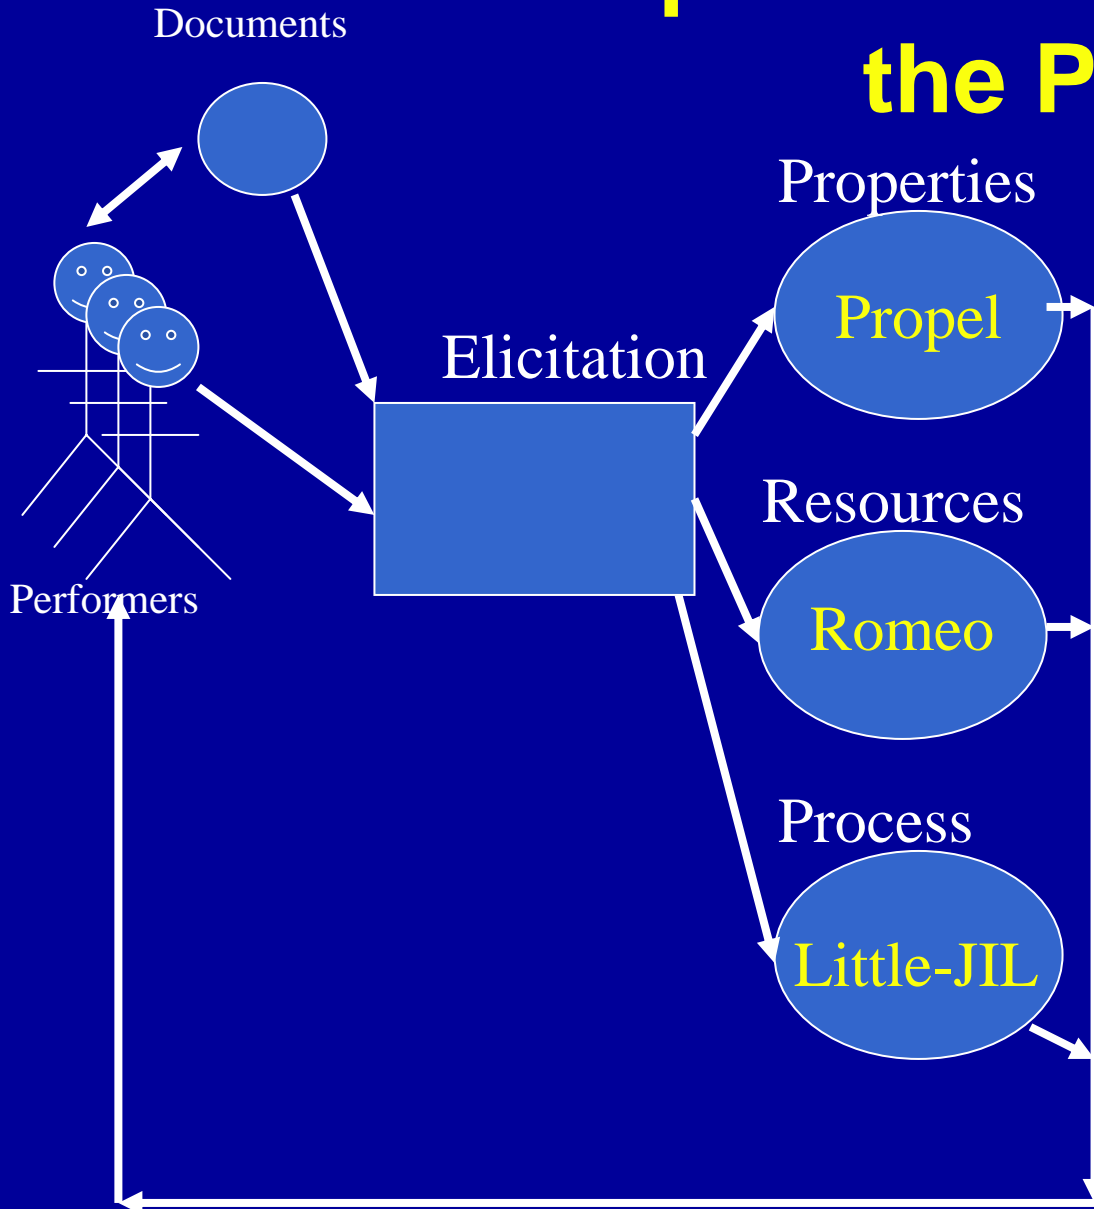 Documents
the P
Properties
Propel
Elicitation
Resources
Romeo
Performers
Process
Little-JIL